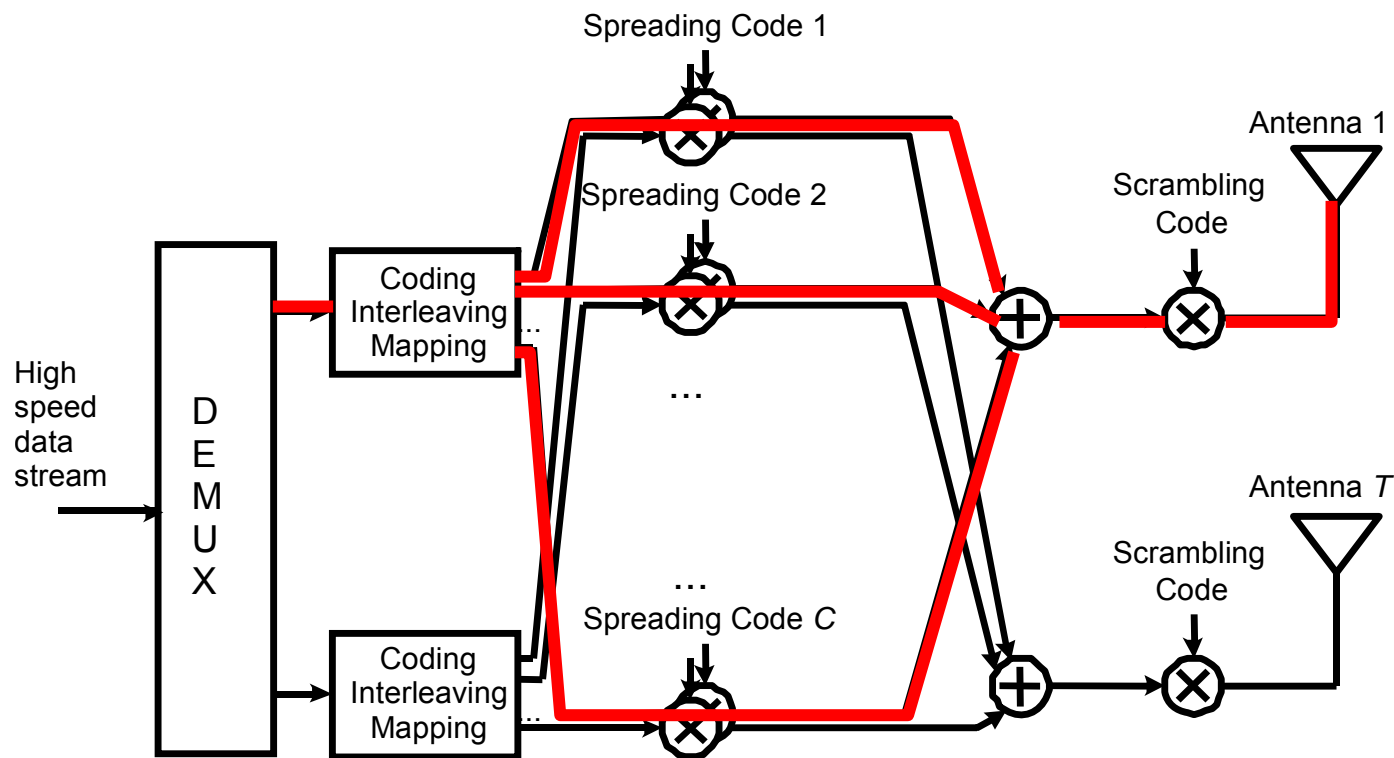 Spreading Code 1
Antenna 1
Scrambling
Code
Spreading Code 2
Coding
Interleaving
Mapping
...
...
High
speed
data
stream
D
E
M
U
X
Antenna T
Scrambling
Code
...
Spreading Code C
Coding
Interleaving
Mapping
...